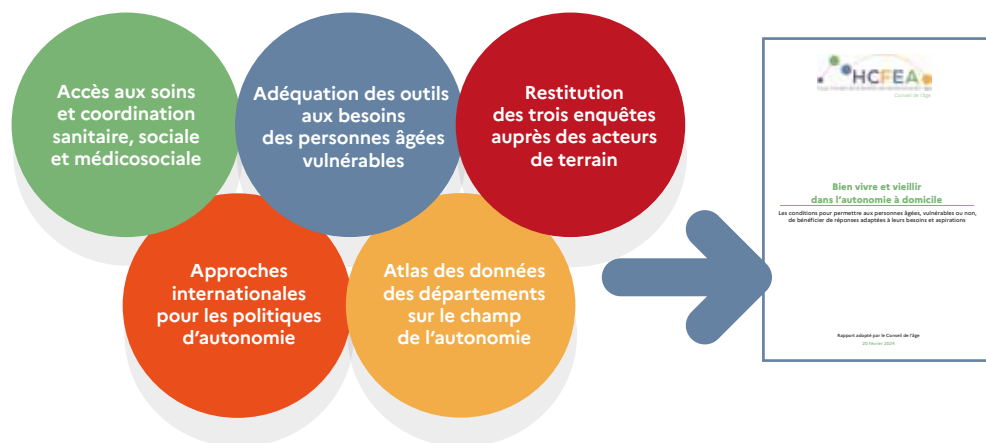 Accès aux soins
et coordination
sanitaire, sociale
et médicosociale
Adéquation des outils
aux besoins
des personnes âgées
vulnérables
Restitution
des trois enquêtes
auprès des acteurs
de terrain
Approches
internationales
pour les politiques
d’autonomie
Atlas des données
des départements
sur le champ
de l’autonomie
HCFEA
Conseil de l'âge
Bien vivre et vieillir
dans l’autonomie à domicile
Les conditions pour permettre aux personnes âgées, vulnérables ou non,
de bénéficier de réponses adaptées à leurs besoins et aspirations
Rapport adopté par le Conseil de l’âge
20 février 2024